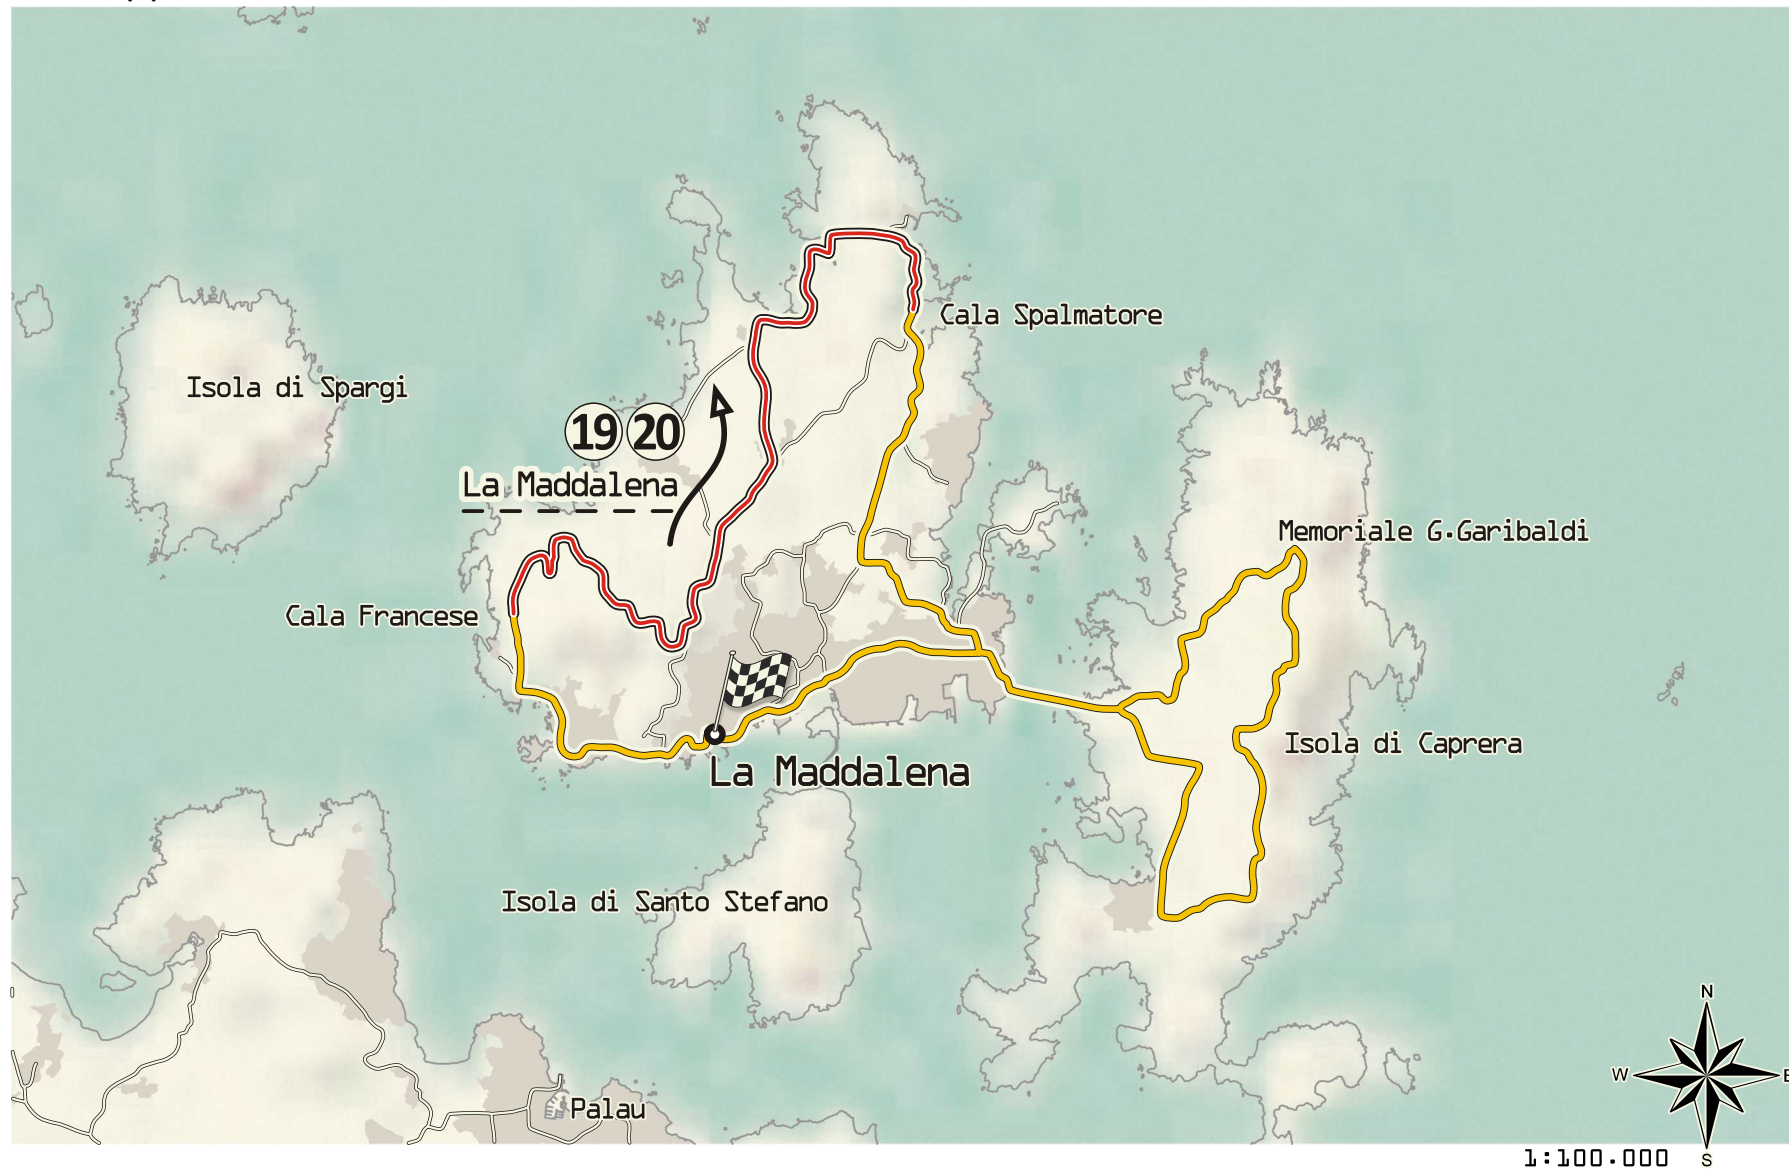 Cala Spalmatore
Isola di Spargi
19 20
La Maddalena
Memoriale G.Garibaldi
Cala Francese
Isola di Caprera
La Maddalena
Isola di Santo Stefano
Palau
N
W E
S
1:100.000